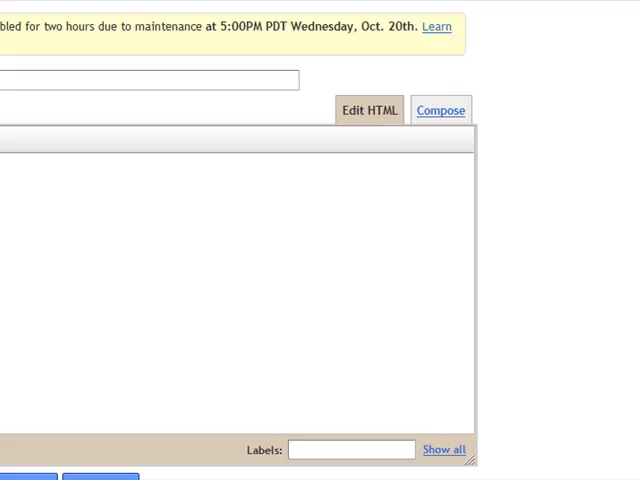 bled for two hours due to maintenance at 5:00PM PDT Wednesday, Oct. 20th. Learn
Edit HTML Compose
Labels: Show all